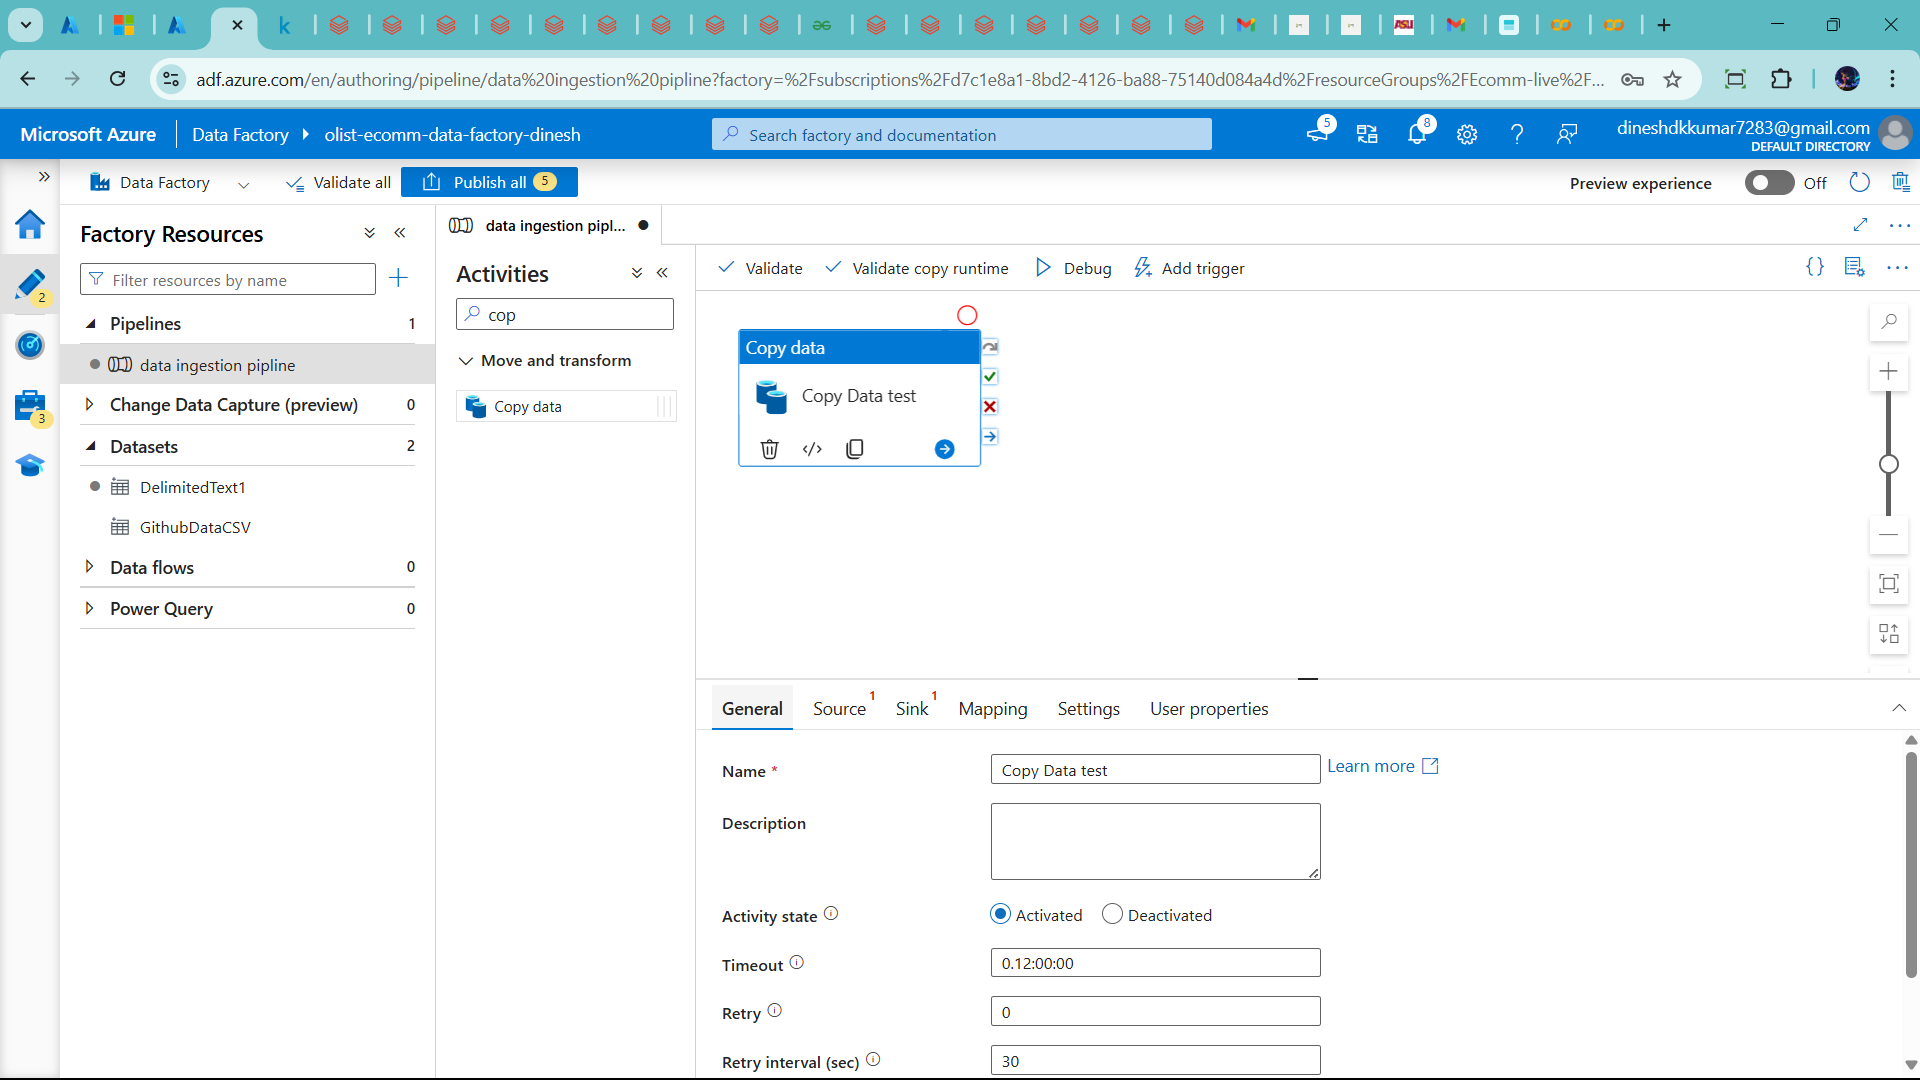 adf.azure.com/en/authoring/pipeline/data%20ingestion%20pipline?factory=%2Fsubscriptions%2Fd7c1e8a1-8bd2-4126-ba88-75140d084a4d%2FresourceGroups%2FEcomm-live%2F...
Microsoft Azure
Data Factory
olist-ecomm-data-factory-dinesh
Search factory and documentation
5
8
dineshdkkumar7283@gmail.com
DEFAULT DIRECTORY
Data Factory
Validate all
Publish all 5
Preview experience
Off
2
3
Factory Resources
Filter resources by name
Pipelines 1
data ingestion pipline
Change Data Capture (preview) 0
Datasets 2
DelimitedText1
GithubDataCSV
Data flows 0
Power Query 0
data ingestion pipl...
Activities
cop
Move and transform
Copy data
Validate
Validate copy runtime
Debug
Add trigger
Copy data
Copy Data test
General
Source 1
Sink 1
Mapping
Settings
User properties
Name *
Copy Data test
Learn more
Description
Activity state
Activated
Deactivated
Timeout
0.12:00:00
Retry
0
Retry interval (sec)
30